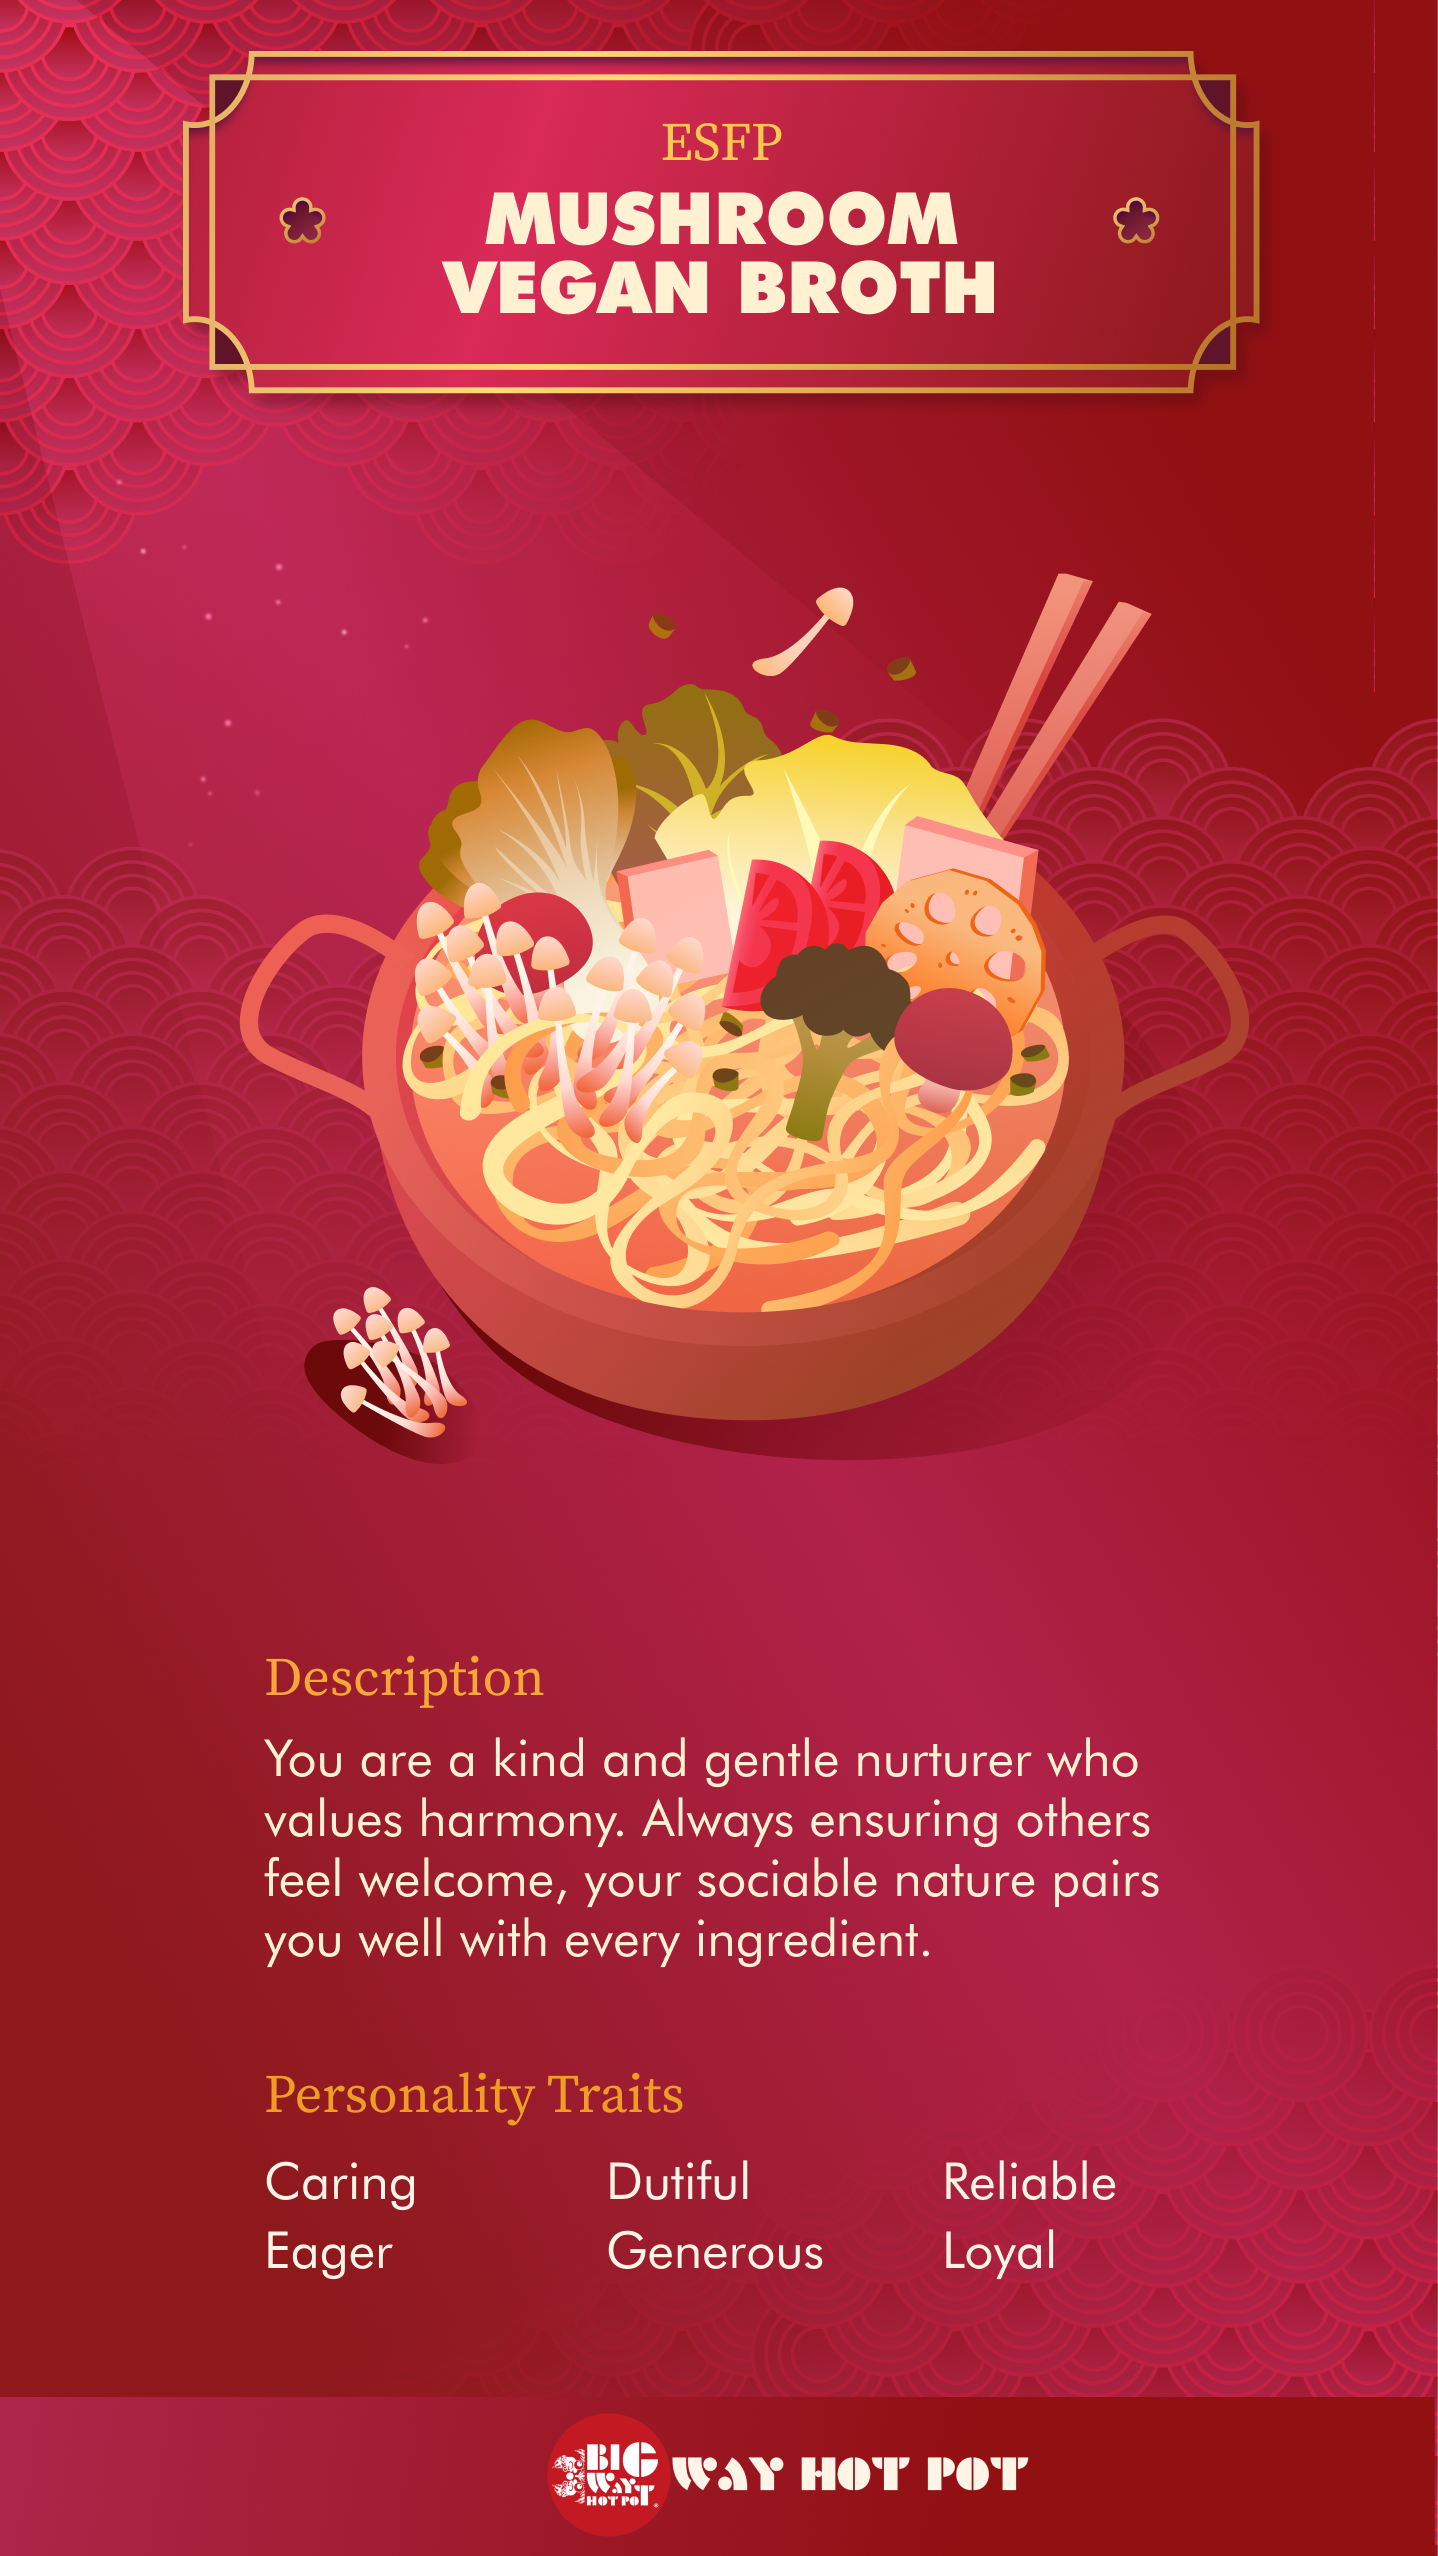 ESFP
MUSHROOM
VEGAN BROTH
Description
You are a kind and gentle nurturer who
values harmony. Always ensuring others
feel welcome, your sociable nature pairs
you well with every ingredient.
Personality Traits
Caring Dutiful Reliable
Eager Generous Loyal
BIG
WAY
HOT POT
WAY HOT POT